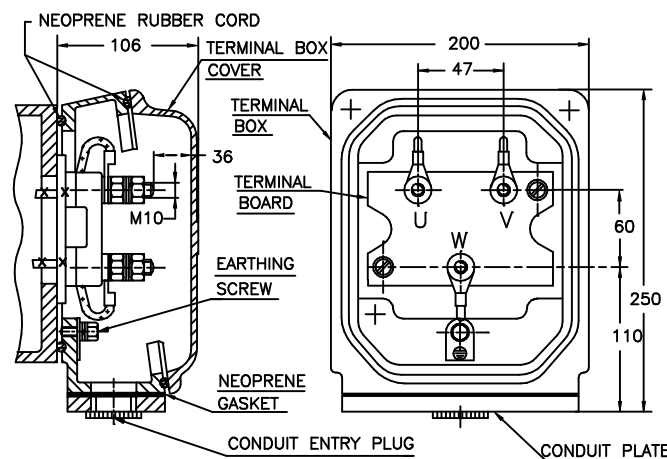 NEOPRENE RUBBER CORD
106
TERMINAL BOX
COVER
200
47
TERMINAL
BOX
36
TERMINAL
BOARD
M10
U
V
W
60
250
110
EARTHING
SCREW
NEOPRENE
GASKET
CONDUIT ENTRY PLUG
CONDUIT PLATE